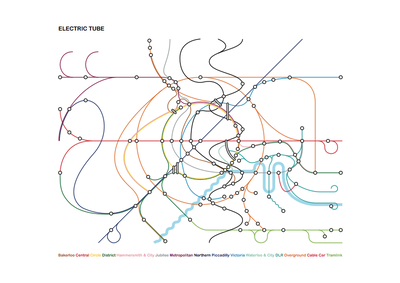 ELECTRIC TUBE
Bakerloo Central Circle District Hammersmith & City Jubilee Metropolitan Northern Piccadilly Victoria Waterloo & City DLR Overground Cable Car Tramlink